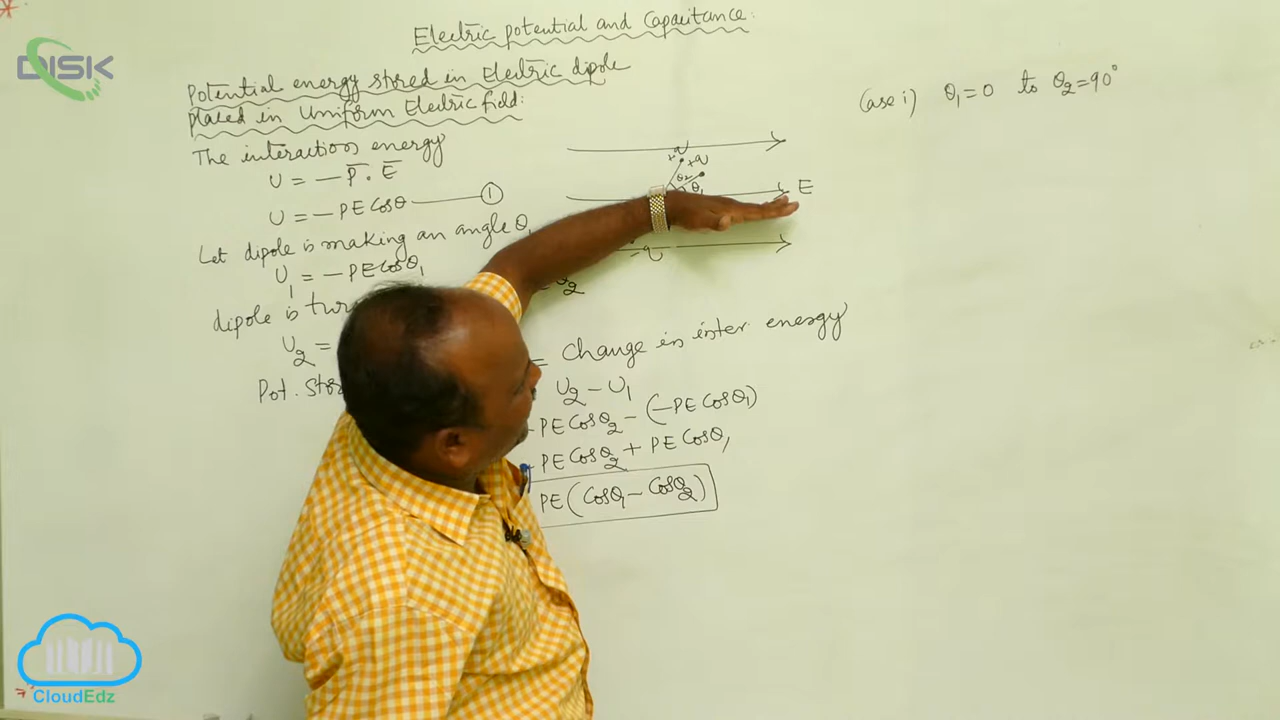 DISK
Electric potential and Capacitance:
Potential energy stored in Electric dipole
placed in Uniform Electric field:
The interaction energy
U = - P̅ . E̅
U = - PE Cosθ ——— ①
Let dipole is making an angle θ₁
U₁ = - PE Cosθ₁
dipole is
U₂ =
Pot.
= Change in inter energy
U₂ - U₁
- PE Cosθ₂ - (- PE Cosθ₁)
- PE Cosθ₂ + PE Cosθ₁
PE (Cosθ₁ - Cosθ₂)
+q
+q
θ₂
θ₁
E
-q
Case i) θ₁ = 0 to θ₂ = 90°
CloudEdz